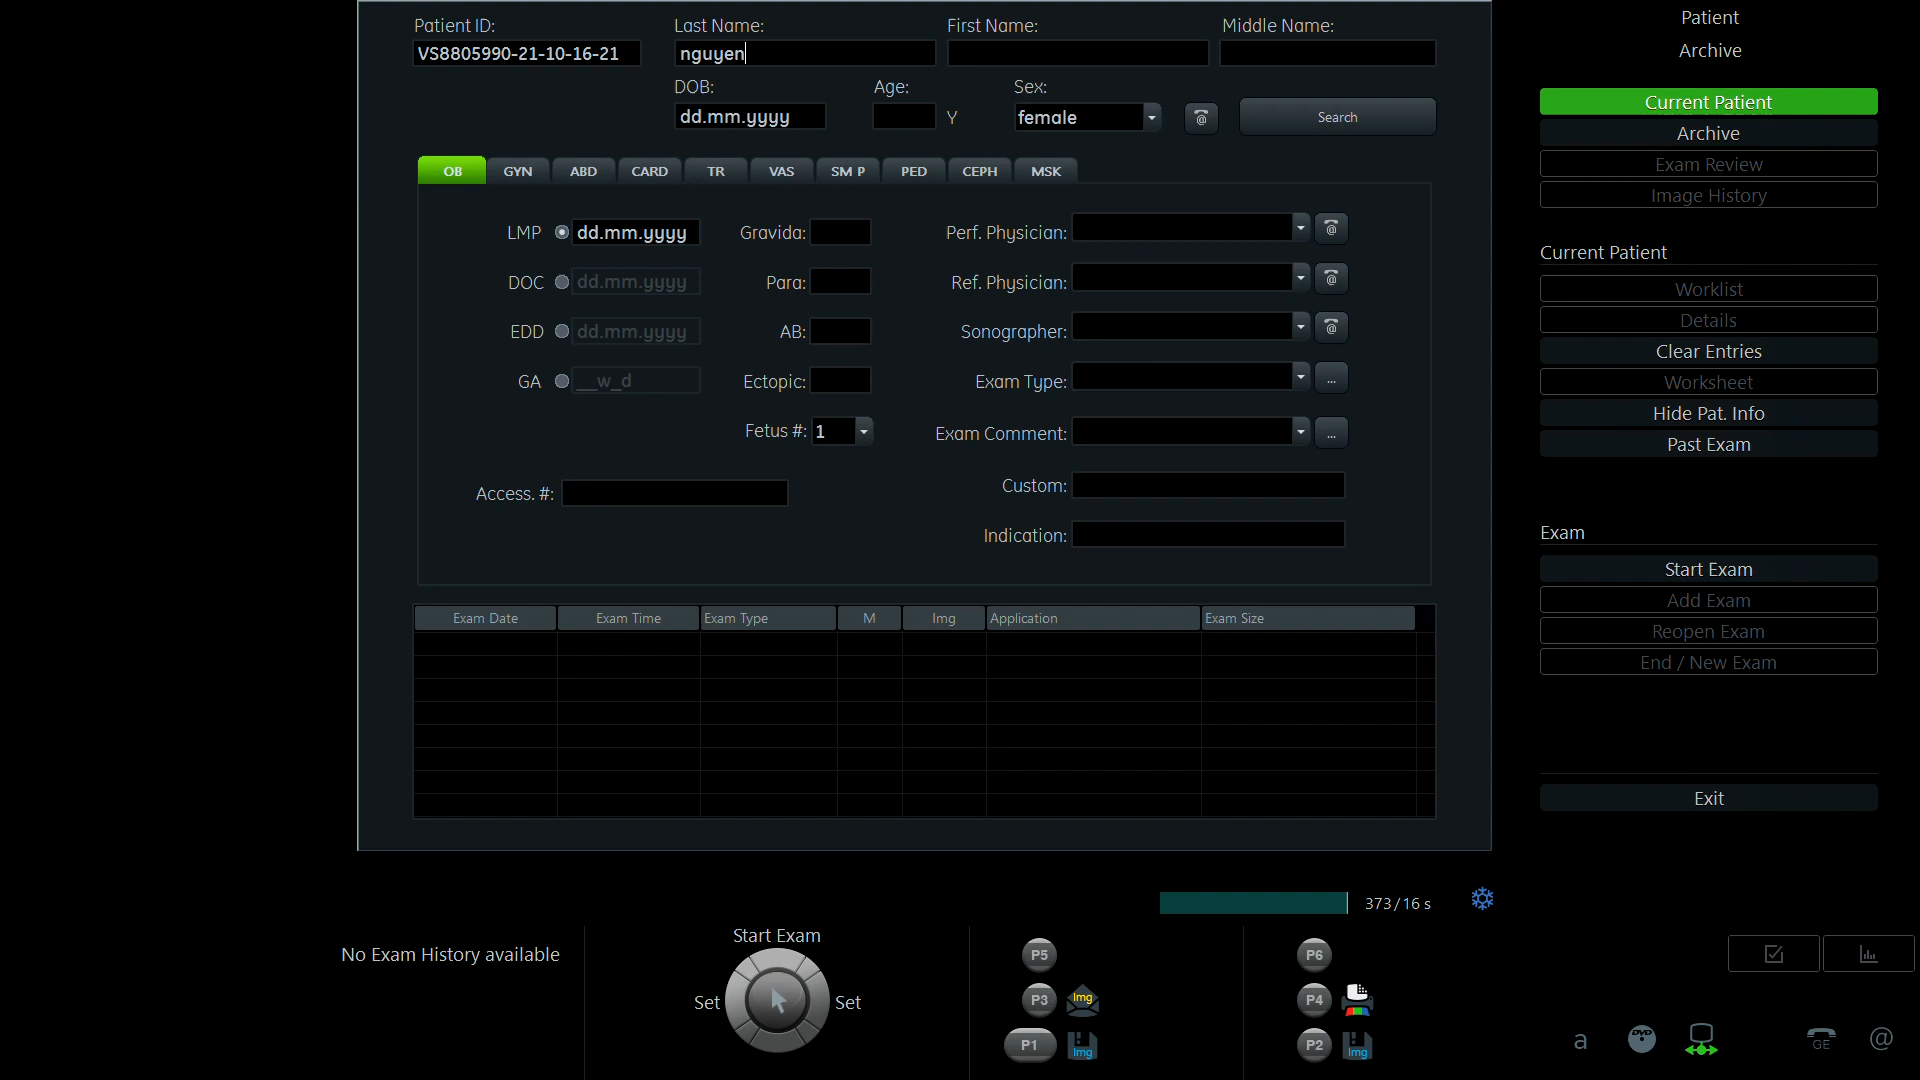 Patient ID: Last Name: First Name: Middle Name:
VS8805990-21-10-16-21 nguyen
DOB: Age: Sex:
dd.mm.yyyy Y female @ Search
OB GYN ABD CARD TR VAS SM P PED CEPH MSK
LMP dd.mm.yyyy Gravida: Perf. Physician: @
DOC dd.mm.yyyy Para: Ref. Physician: @
EDD dd.mm.yyyy AB: Sonographer: @
GA __w_d Ectopic: Exam Type: ...
Fetus #: 1 Exam Comment: ...
Access. #: Custom:
Indication:
Exam Date Exam Time Exam Type M Img Application Exam Size
Patient
Archive
Current Patient
Archive
Exam Review
Image History
Current Patient
Worklist
Details
Clear Entries
Worksheet
Hide Pat. Info
Past Exam
Exam
Start Exam
Add Exam
Reopen Exam
End / New Exam
Exit
373/16 s
No Exam History available
Start Exam
Set Set
P5 P6
P3 Img P4
P1 Img P2 Img
a DVD GE @